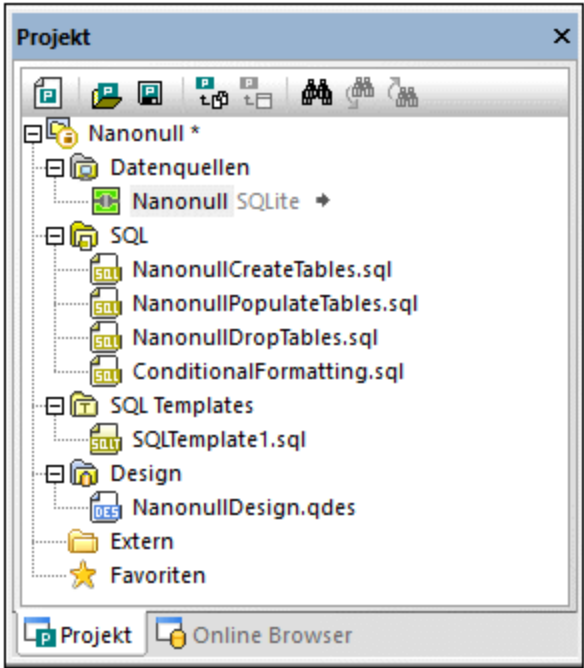 Projekt
Nanonull *
Datenquellen
Nanonull SQLite
SQL
NanonullCreateTables.sql
NanonullPopulateTables.sql
NanonullDropTables.sql
ConditionalFormatting.sql
SQL Templates
SQLTemplate1.sql
Design
NanonullDesign.qdes
Extern
Favoriten
Projekt Online Browser